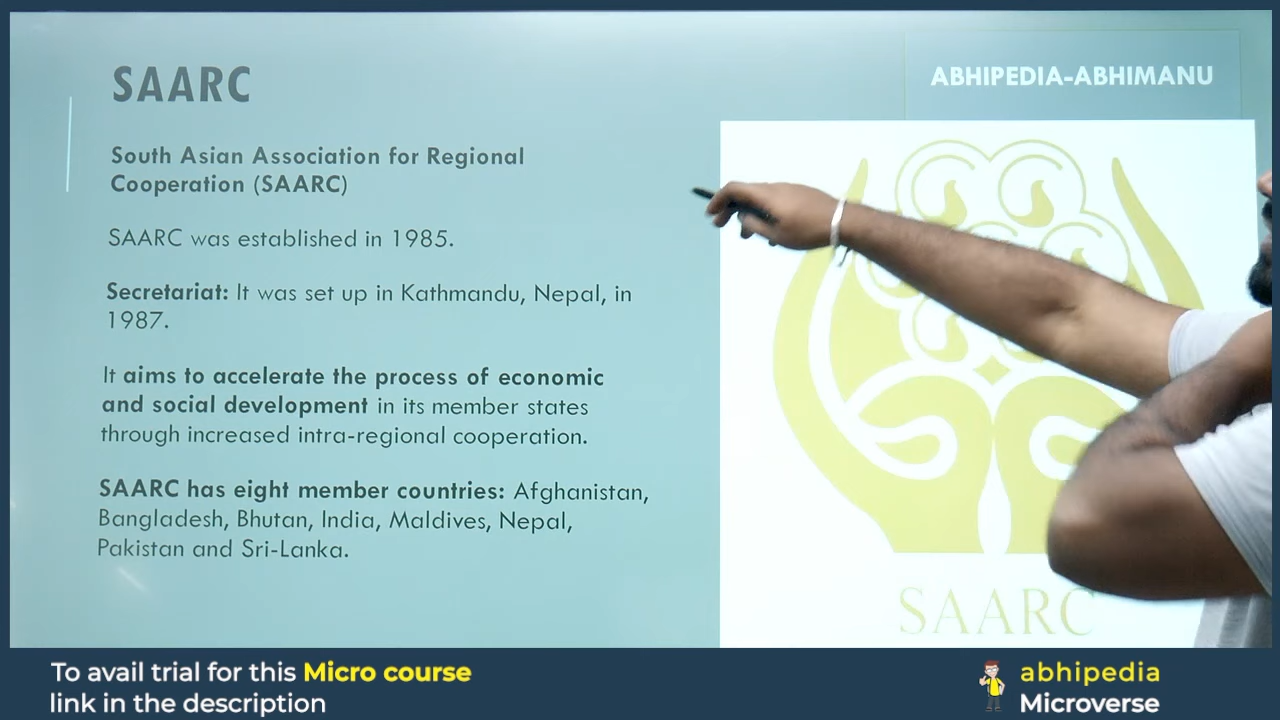 SAARC
ABHIPEDIA-ABHIMANU
South Asian Association for Regional
Cooperation (SAARC)
SAARC was established in 1985.
Secretariat: It was set up in Kathmandu, Nepal, in
1987.
It aims to accelerate the process of economic
and social development in its member states
through increased intra-regional cooperation.
SAARC has eight member countries: Afghanistan,
Bangladesh, Bhutan, India, Maldives, Nepal,
Pakistan and Sri-Lanka.
SAARC
To avail trial for this Micro course
link in the description
abhipedia
Microverse